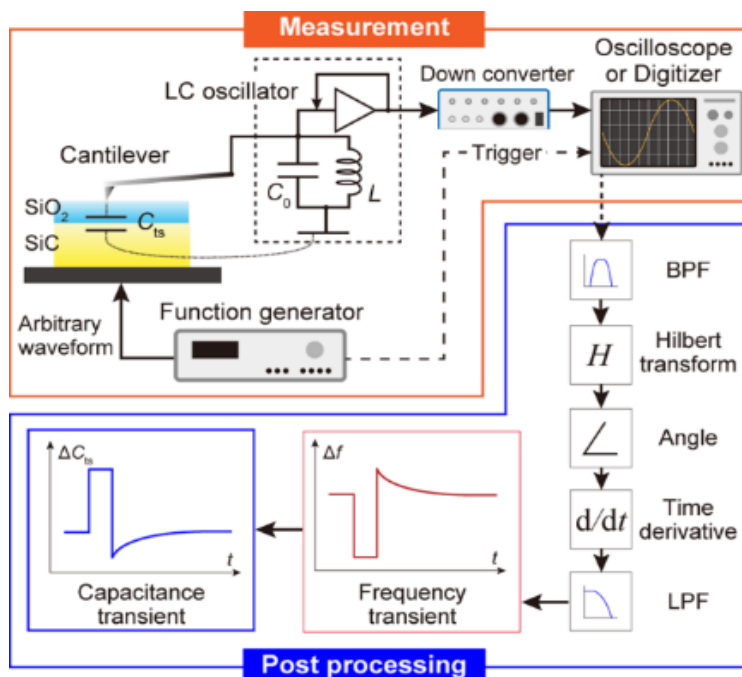 Measurement
Oscilloscope
or Digitizer
Down converter
LC oscillator
Trigger
Cantilever
C₀
L
SiO₂
Cts
SiC
BPF
Function generator
Arbitrary
waveform
H
Hilbert
transform
Angle
ΔCts
t
Capacitance
transient
Δf
t
Frequency
transient
d/dt
Time
derivative
LPF
Post processing